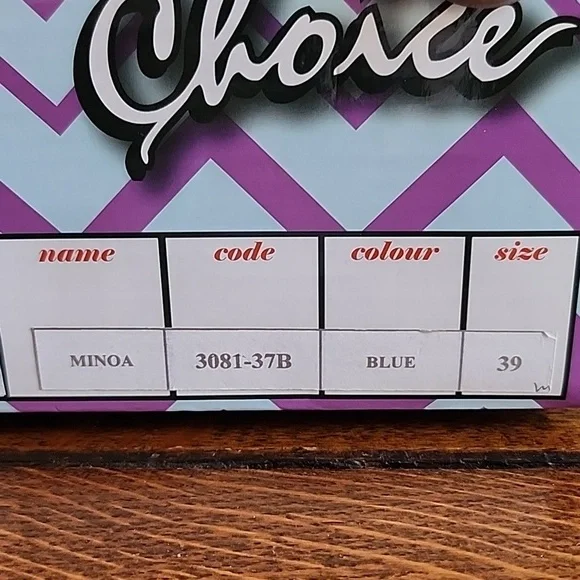 Choice
name code colour size
MINOA 3081-37B BLUE 39